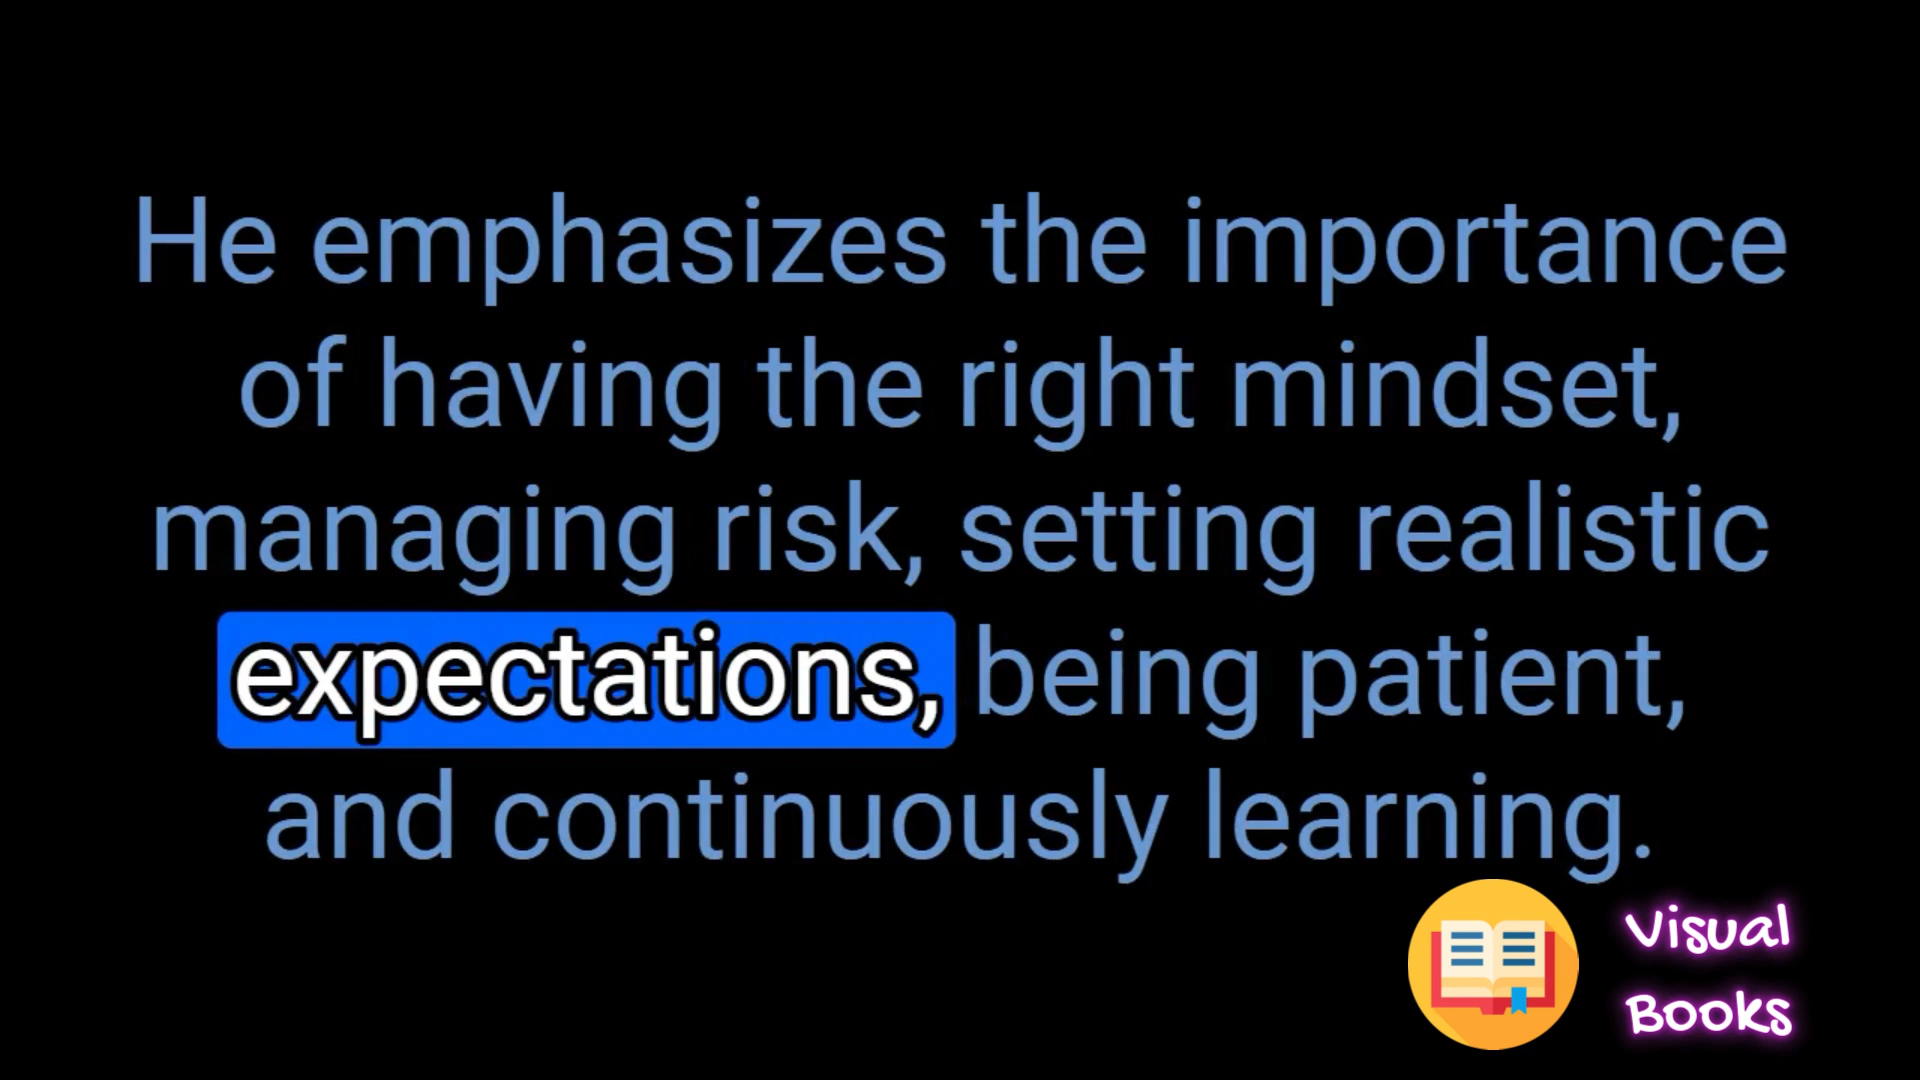 He emphasizes the importance
of having the right mindset,
managing risk, setting realistic
expectations, being patient,
and continuously learning.
Visual
Books